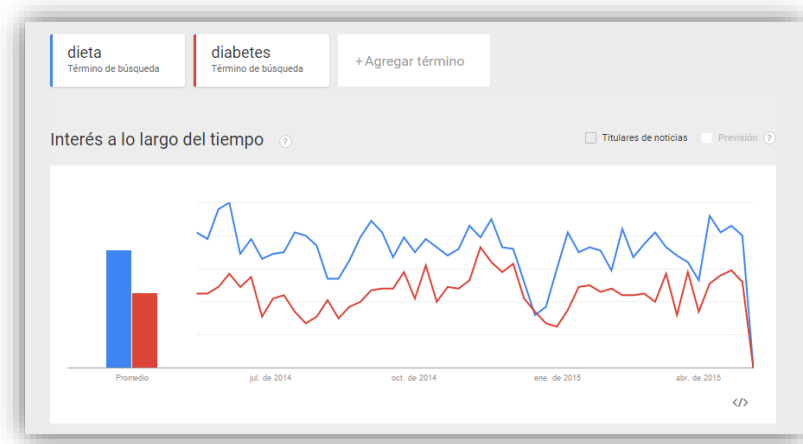 dieta
Término de búsqueda
diabetes
Término de búsqueda
+Agregar término
Interés a lo largo del tiempo ?
Titulares de noticias
Previsión ?
Promedio
jul. de 2014
oct. de 2014
ene. de 2015
abr. de 2015
</>